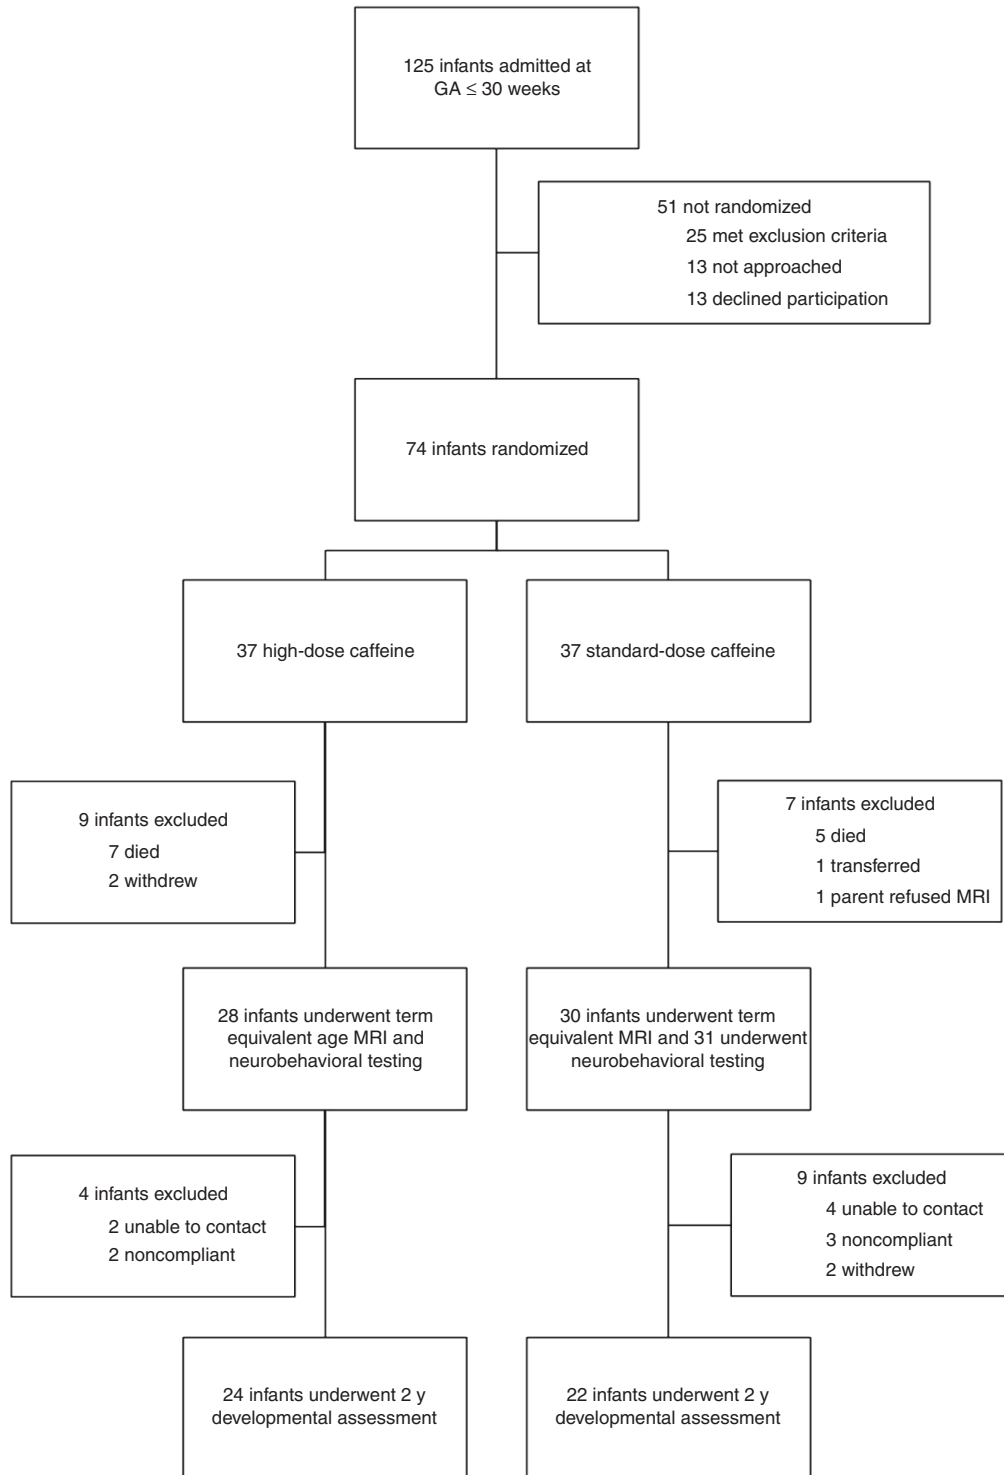 125 infants admitted at
GA ≤ 30 weeks
51 not randomized
25 met exclusion criteria
13 not approached
13 declined participation
74 infants randomized
37 high-dose caffeine
37 standard-dose caffeine
9 infants excluded
7 died
2 withdrew
7 infants excluded
5 died
1 transferred
1 parent refused MRI
28 infants underwent term
equivalent age MRI and
neurobehavioral testing
30 infants underwent term
equivalent MRI and 31 underwent
neurobehavioral testing
4 infants excluded
2 unable to contact
2 noncompliant
9 infants excluded
4 unable to contact
3 noncompliant
2 withdrew
24 infants underwent 2 y
developmental assessment
22 infants underwent 2 y
developmental assessment